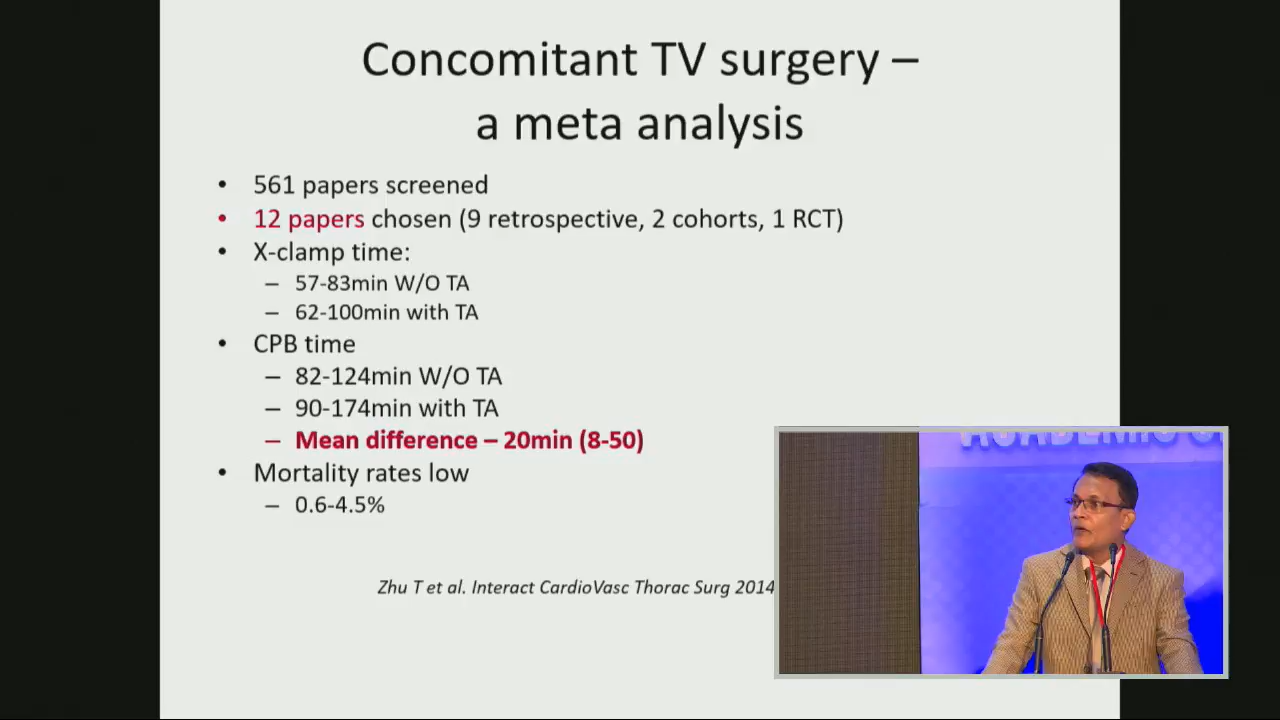 Concomitant TV surgery –
a meta analysis
• 561 papers screened
• 12 papers chosen (9 retrospective, 2 cohorts, 1 RCT)
• X-clamp time:
– 57-83min W/O TA
– 62-100min with TA
• CPB time
– 82-124min W/O TA
– 90-174min with TA
– Mean difference – 20min (8-50)
• Mortality rates low
– 0.6-4.5%
Zhu T et al. Interact CardioVasc Thorac Surg 2014